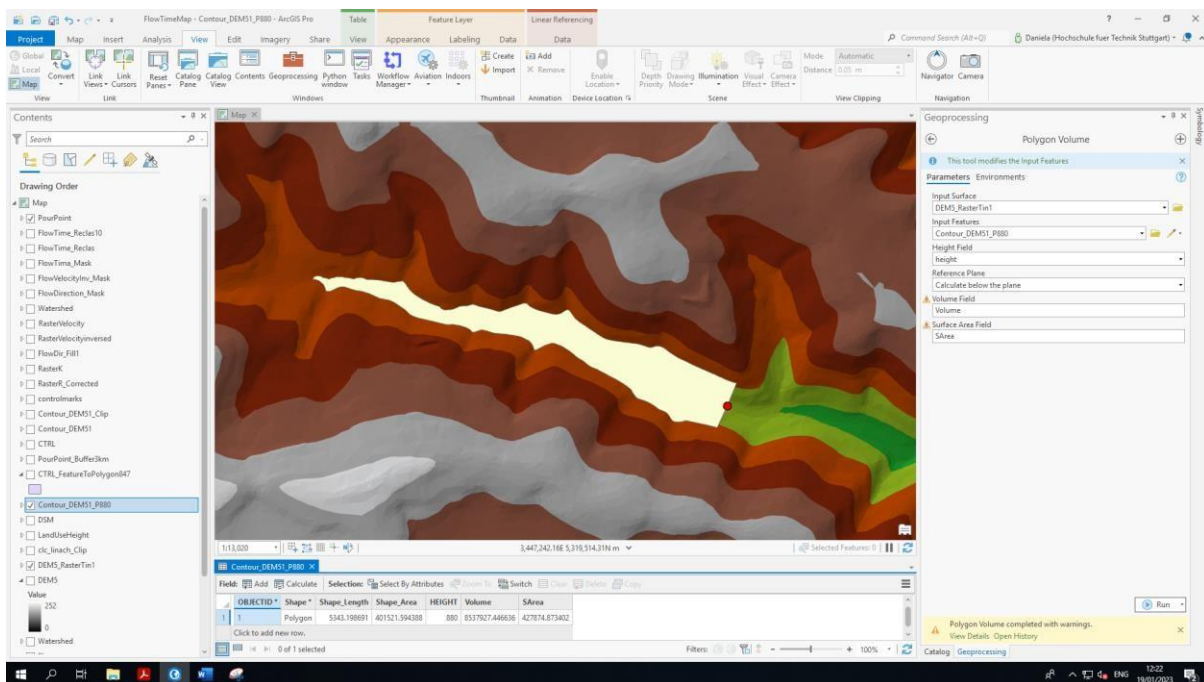 FlowTimeMap - Contour_DEM51_P880 - ArcGIS Pro
Table
Feature Layer
Linear Referencing
Project Map Insert Analysis View Edit Imagery Share View Appearance Labeling Data Data
Command Search (Alt+Q)
Daniela (Hochschule fuer Technik Stuttgart)
Global
Local
Map
Convert
Link Views
Link Cursors
Reset Panes
Catalog Pane
Catalog View
Contents
Geoprocessing
Python window
Tasks
Workflow Manager
Aviation
Indoors
Create
Import
Add
Remove
Enable Location
Depth Priority
Drawing Mode
Illumination
Visual Effect
Camera Effect
Mode Automatic
Distance 0.05 m
Navigator
Camera
View
Link
Windows
Thumbnail
Animation
Device Location
Scene
View Clipping
Navigation
Contents
Search
Drawing Order
Map
PourPoint
FlowTime_Reclas10
FlowTime_Reclas
FlowTima_Mask
FlowVelocityInv_Mask
FlowDirection_Mask
Watershed
RasterVelocity
RasterVelocityinversed
FlowDir_Fill1
RasterK
RasterR_Corrected
controlmarks
Contour_DEM51_Clip
Contour_DEM51
CTRL
PourPoint_Buffer3km
CTRL_FeatureToPolygon847
Contour_DEM51_P880
DSM
LandUseHeight
clc_linach_Clip
DEM5_RasterTin1
DEM5
Value
252
0
Watershed
Map
1:13,020
3,447,242.16E 5,319,514.31N m
Selected Features: 0
Contour_DEM51_P880
Field: Add Calculate Selection: Select By Attributes Zoom To Switch Clear Delete Copy
OBJECTID * Shape * Shape_Length Shape_Area HEIGHT Volume SArea
1 1 Polygon 5343.198691 401521.594388 880 8537927.446636 427874.873402
Click to add new row.
0 of 1 selected
Filters:
100%
Geoprocessing
Polygon Volume
This tool modifies the Input Features
Parameters Environments
Input Surface
DEM5_RasterTin1
Input Features
Contour_DEM51_P880
Height Field
height
Reference Plane
Calculate below the plane
Volume Field
Volume
Surface Area Field
SArea
Run
Polygon Volume completed with warnings.
View Details Open History
Catalog Geoprocessing
Symbology
ENG
12:22
19/01/2023